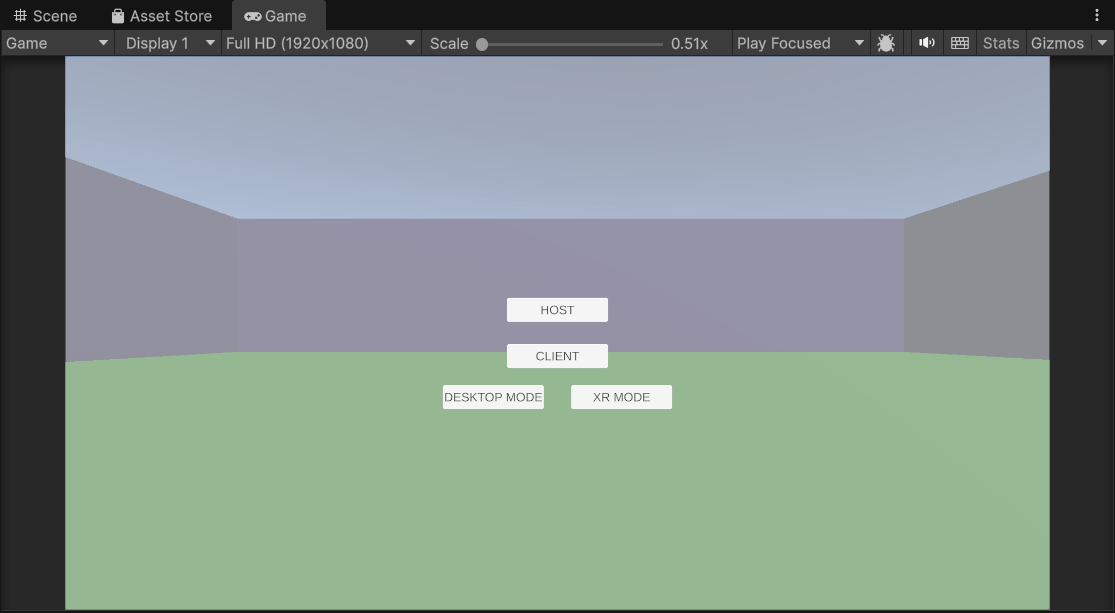 Scene Asset Store Game
Game Display 1 Full HD (1920x1080) Scale 0.51x Play Focused Stats Gizmos
HOST
CLIENT
DESKTOP MODE XR MODE